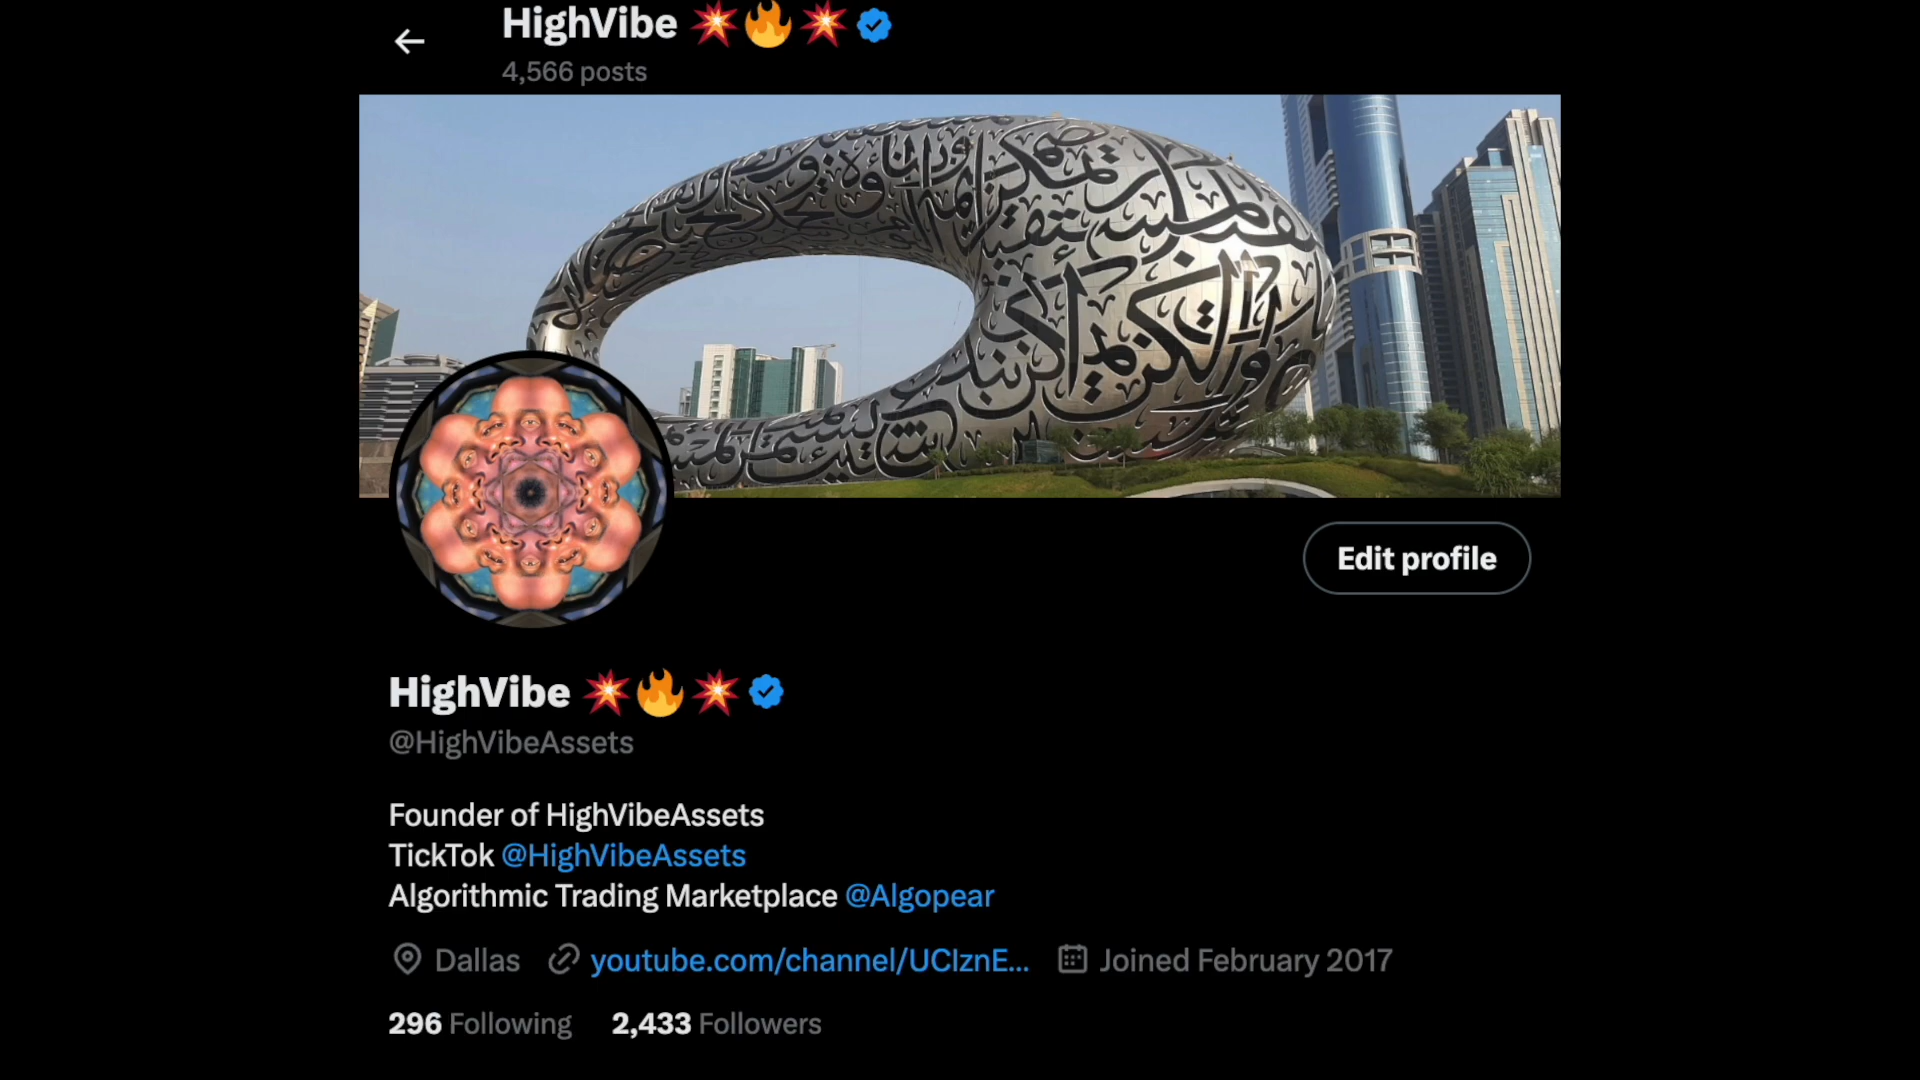 HighVibe 💥🔥💥
4,566 posts
Edit profile
HighVibe 💥🔥💥
@HighVibeAssets
Founder of HighVibeAssets
TickTok @HighVibeAssets
Algorithmic Trading Marketplace @Algopear
Dallas youtube.com/channel/UCIznE... Joined February 2017
296 Following 2,433 Followers